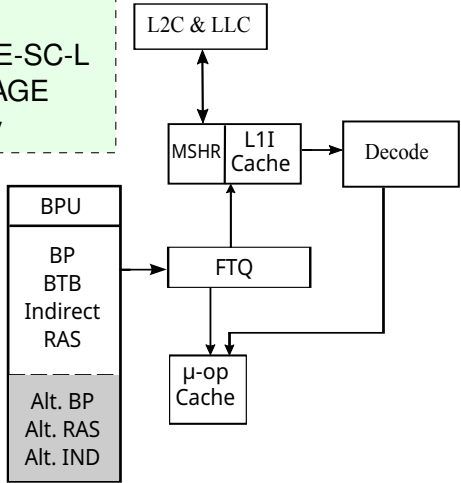 L2C & LLC
E-SC-L
AGE
MSHR
L1I
Cache
Decode
BPU
BP
BTB
Indirect
RAS
FTQ
μ-op
Cache
Alt. BP
Alt. RAS
Alt. IND